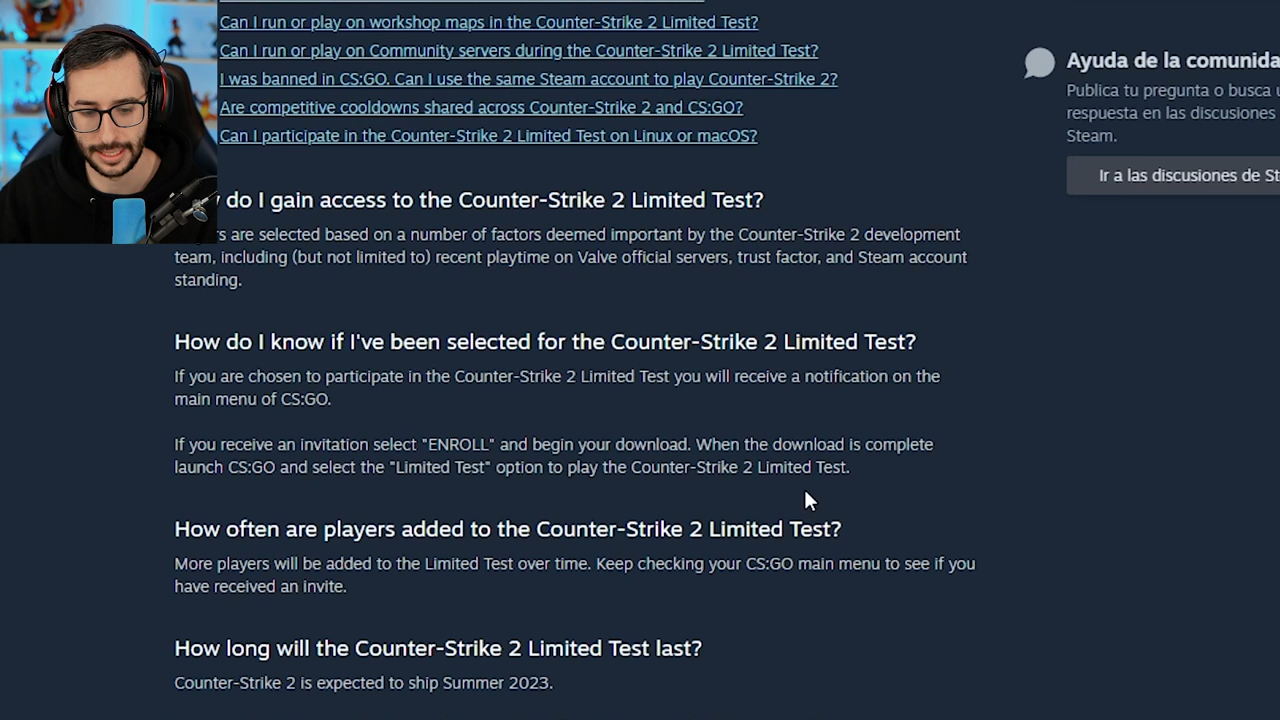 Can I run or play on workshop maps in the Counter-Strike 2 Limited Test?
Can I run or play on Community servers during the Counter-Strike 2 Limited Test?
I was banned in CS:GO. Can I use the same Steam account to play Counter-Strike 2?
Are competitive cooldowns shared across Counter-Strike 2 and CS:GO?
Can I participate in the Counter-Strike 2 Limited Test on Linux or macOS?
Ayuda de la comunida
Publica tu pregunta o busca u
respuesta en las discusiones
Steam.
Ir a las discusiones de St
do I gain access to the Counter-Strike 2 Limited Test?
are selected based on a number of factors deemed important by the Counter-Strike 2 development
team, including (but not limited to) recent playtime on Valve official servers, trust factor, and Steam account
standing.
How do I know if I've been selected for the Counter-Strike 2 Limited Test?
If you are chosen to participate in the Counter-Strike 2 Limited Test you will receive a notification on the
main menu of CS:GO.
If you receive an invitation select "ENROLL" and begin your download. When the download is complete
launch CS:GO and select the "Limited Test" option to play the Counter-Strike 2 Limited Test.
How often are players added to the Counter-Strike 2 Limited Test?
More players will be added to the Limited Test over time. Keep checking your CS:GO main menu to see if you
have received an invite.
How long will the Counter-Strike 2 Limited Test last?
Counter-Strike 2 is expected to ship Summer 2023.